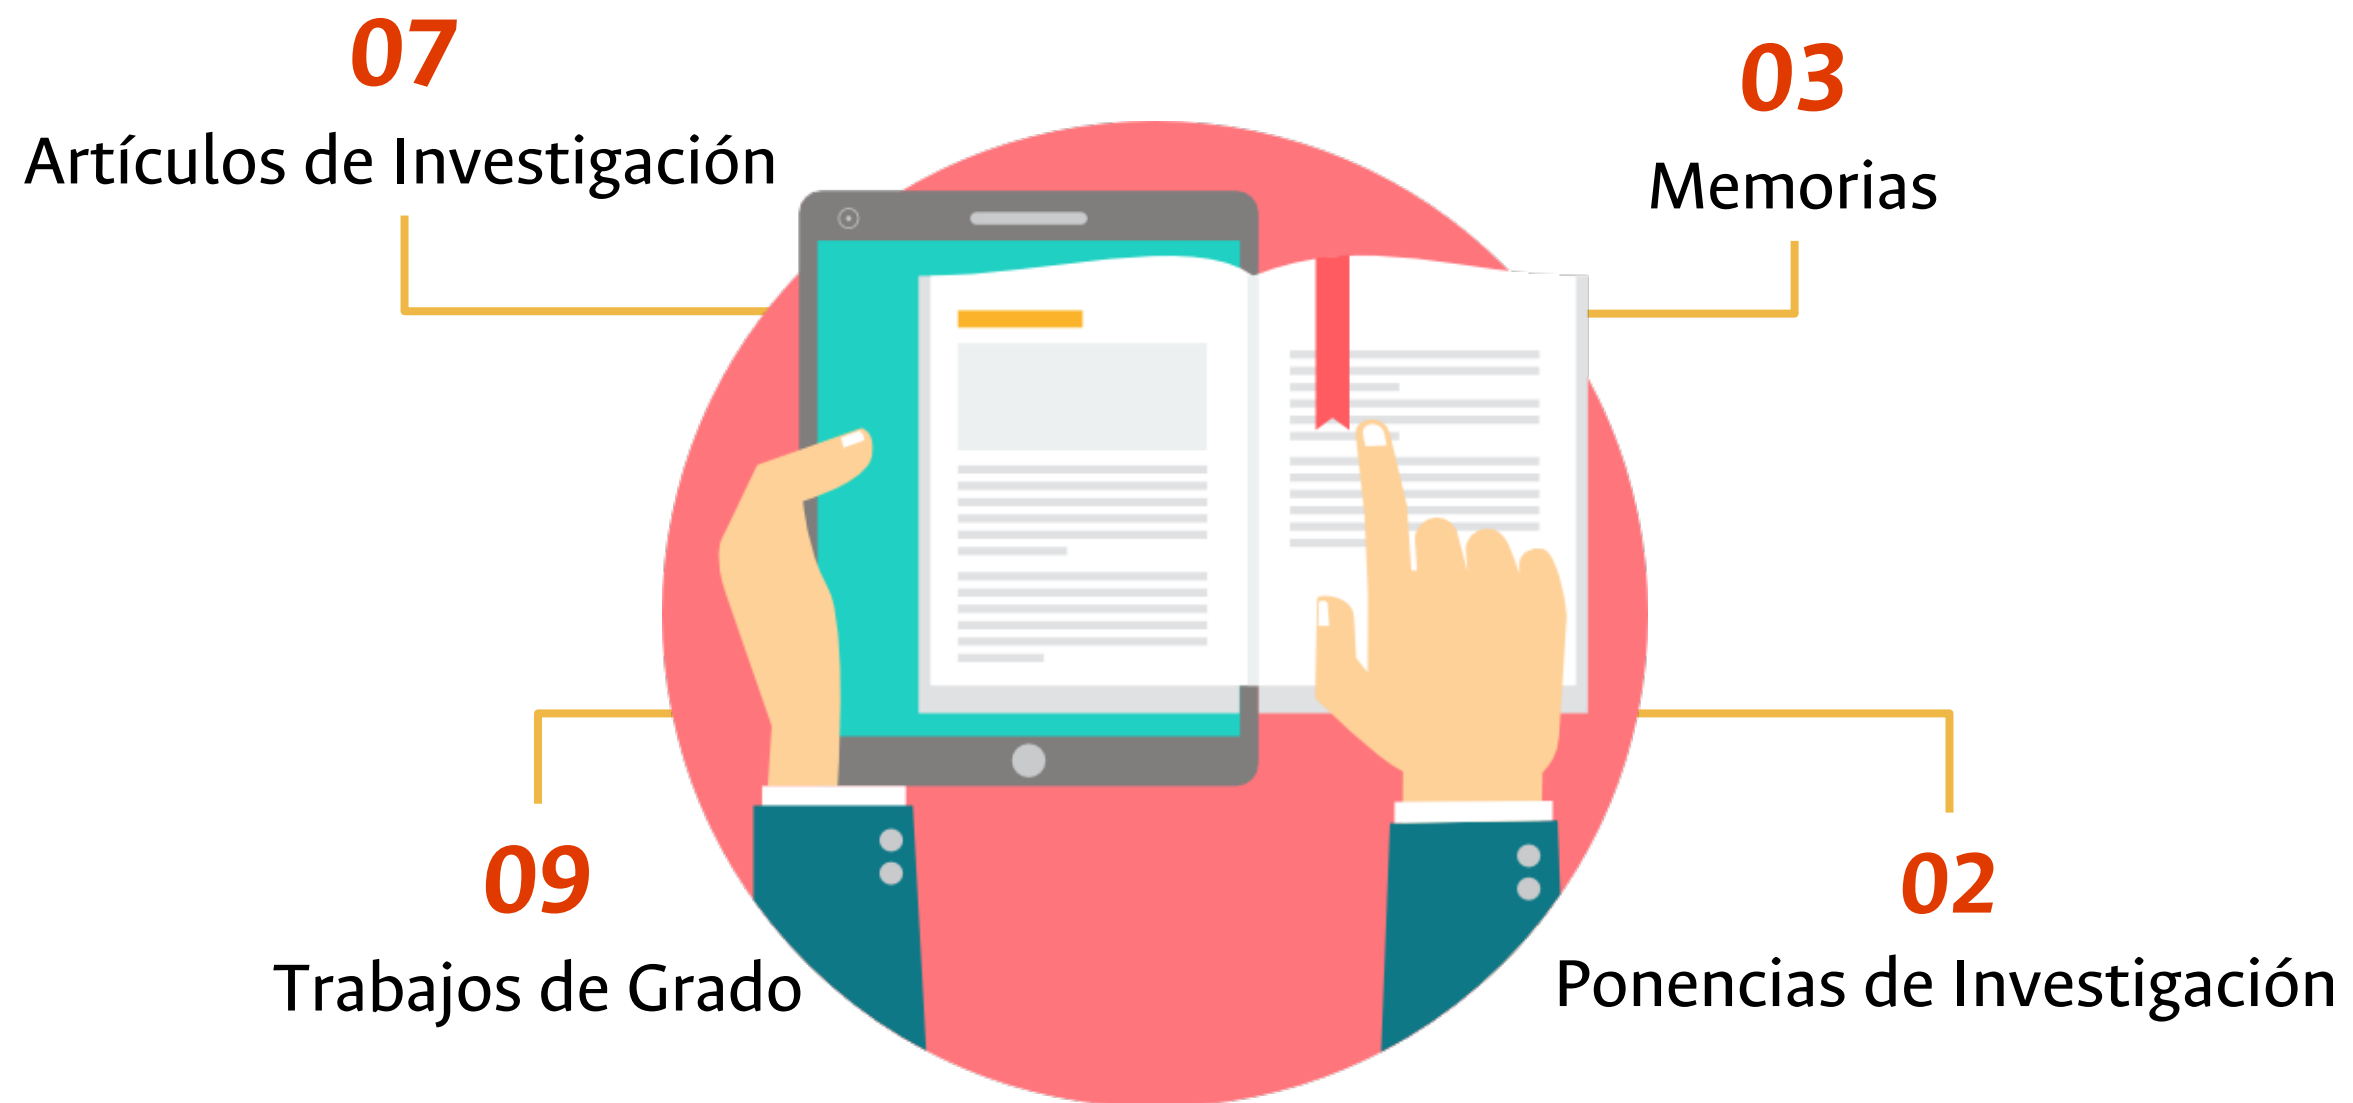 07
Artículos de Investigación
03
Memorias
09
Trabajos de Grado
02
Ponencias de Investigación